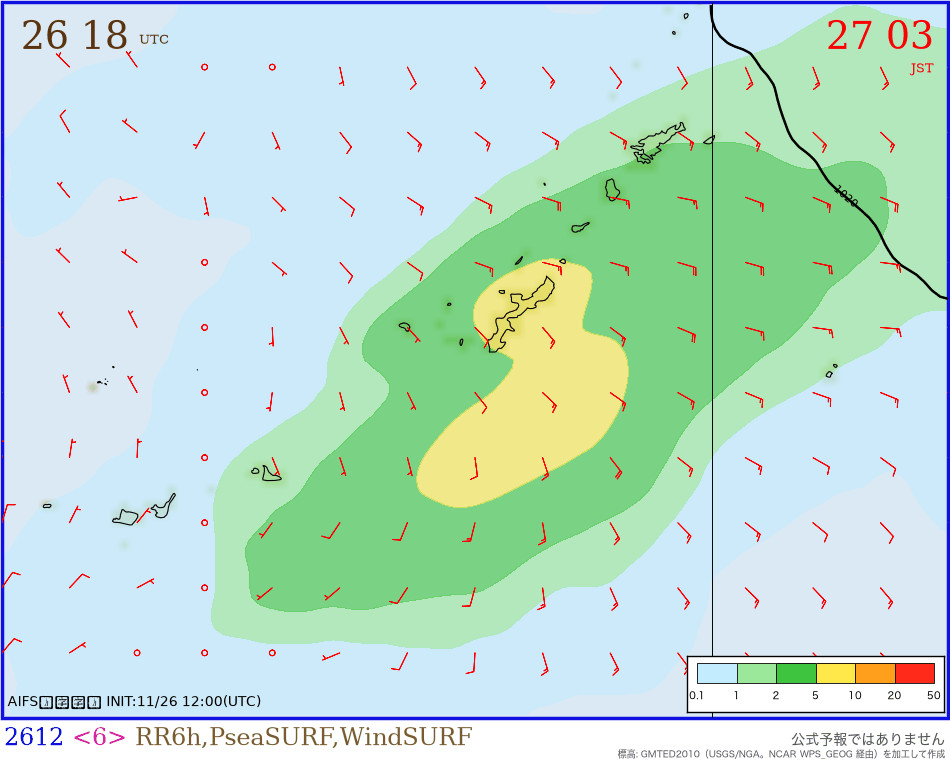 26 18 UTC
27 03
JST
1020
0.1 1 2 5 10 20 50
INIT:11/26 12:00(UTC)
2612 <6> RR6h,PseaSURF,WindSURF
公式予報ではありません
標高: GMTED2010（USGS/NGA。NCAR WPS_GEOG 経由）を加工して作成